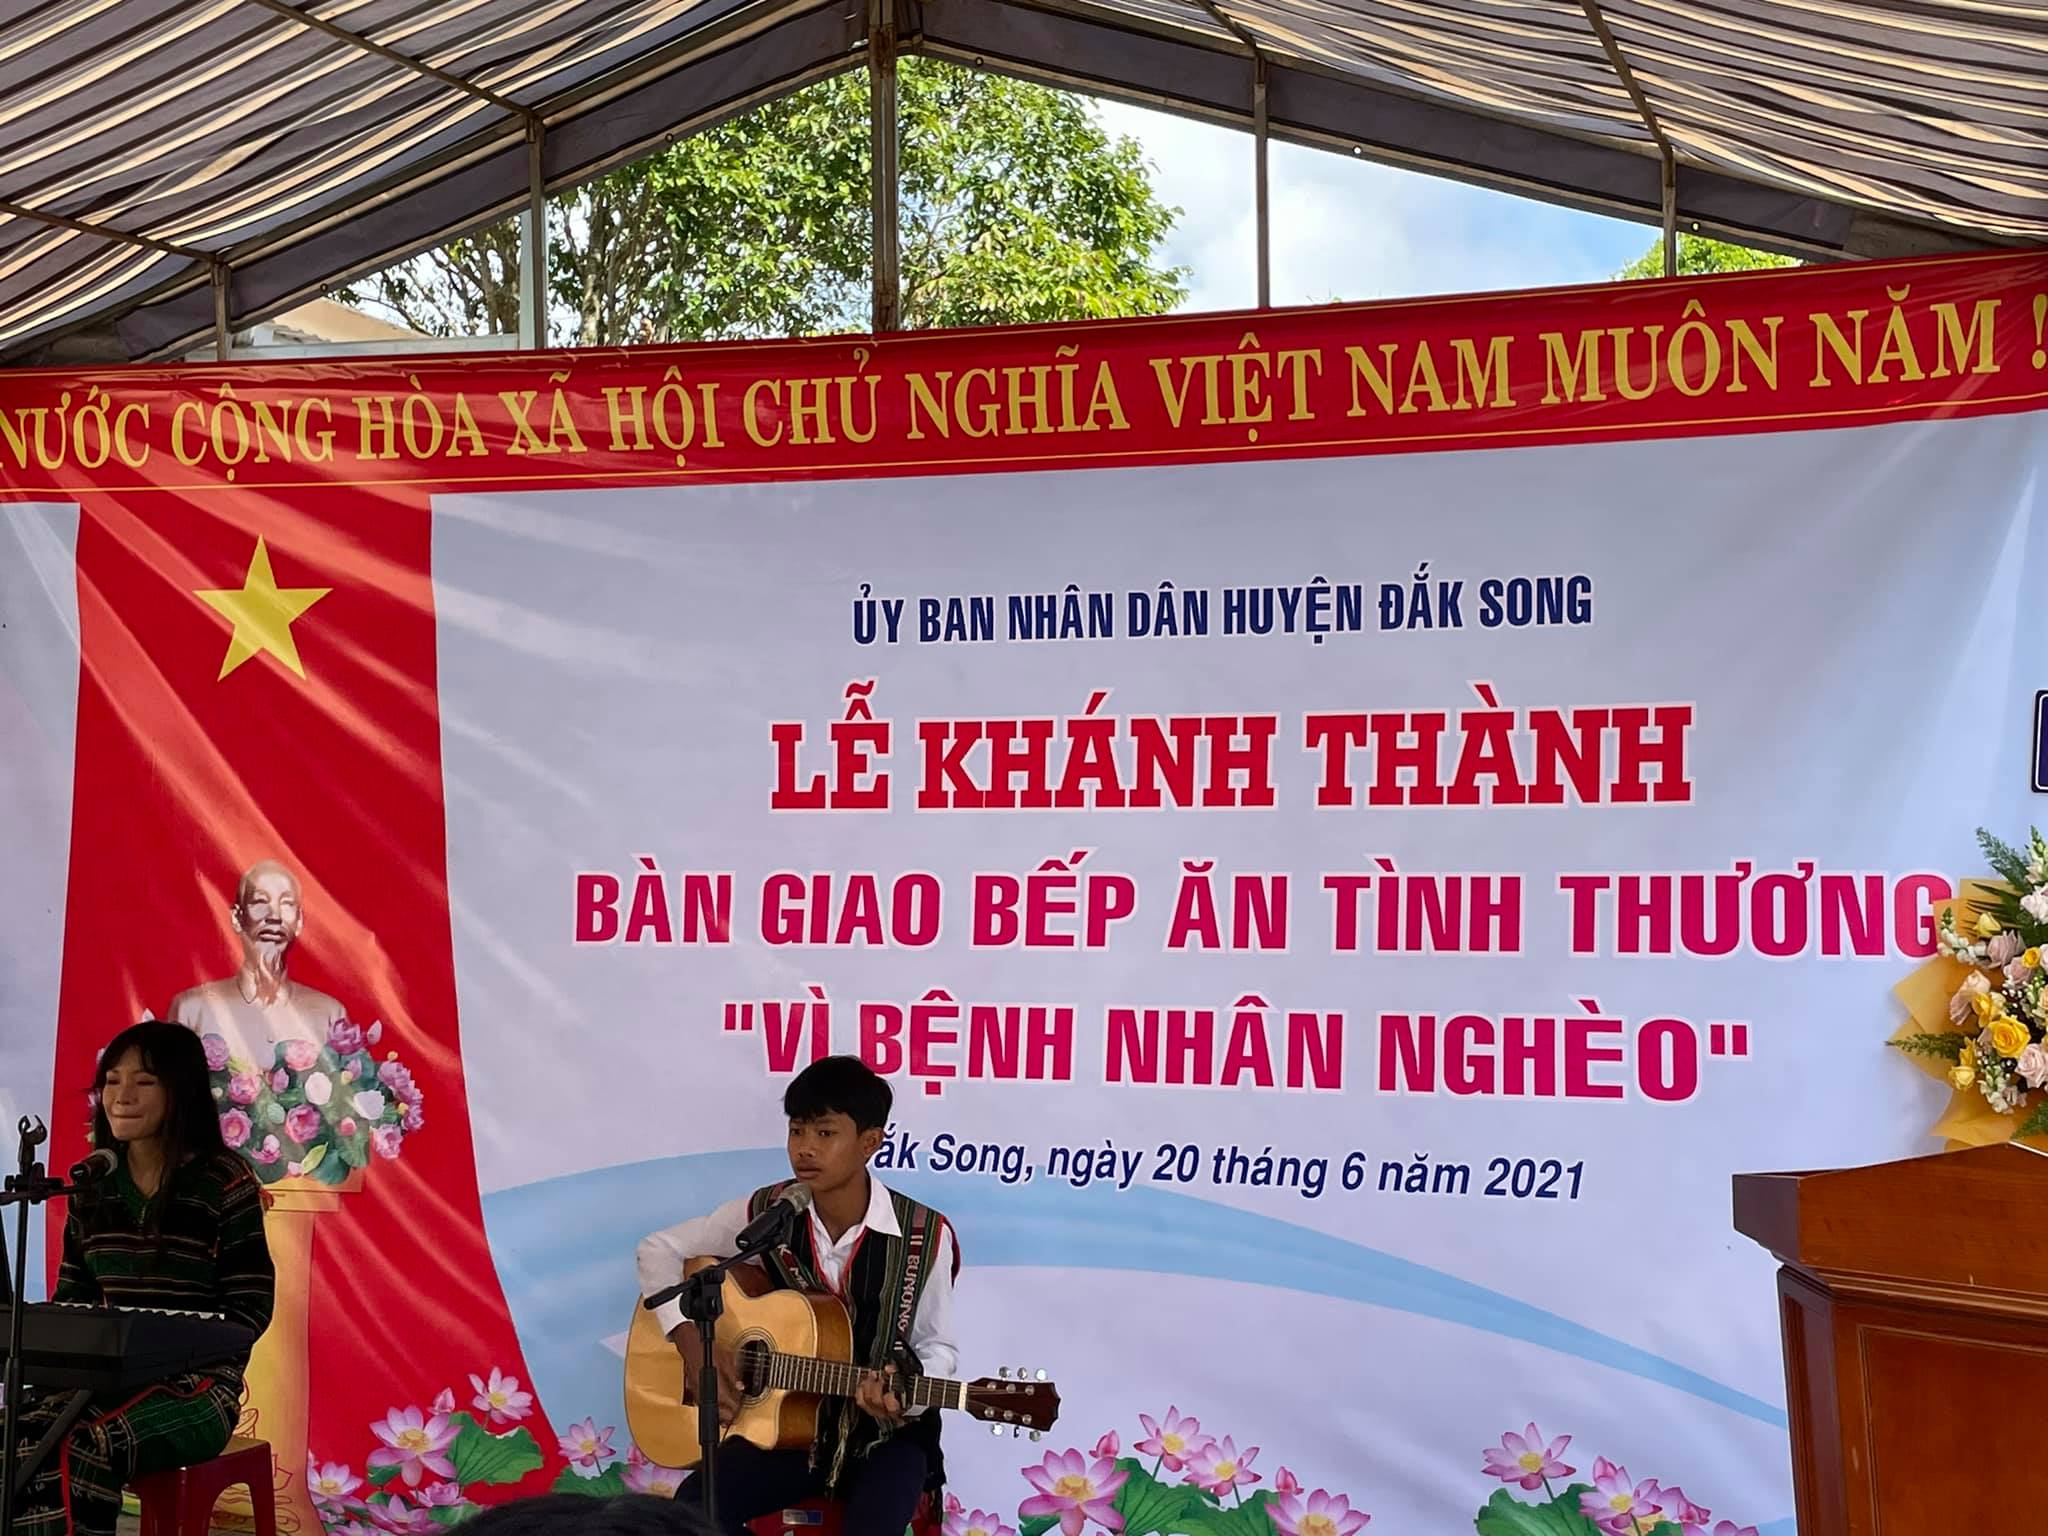 NƯỚC CỘNG HÒA XÃ HỘI CHỦ NGHĨA VIỆT NAM MUÔN NĂM !
ỦY BAN NHÂN DÂN HUYỆN ĐẮK SONG
LỄ KHÁNH THÀNH
BÀN GIAO BẾP ĂN TÌNH THƯƠNG
"VÌ BỆNH NHÂN NGHÈO"
ắk Song, ngày 20 tháng 6 năm 2021
BUMONG